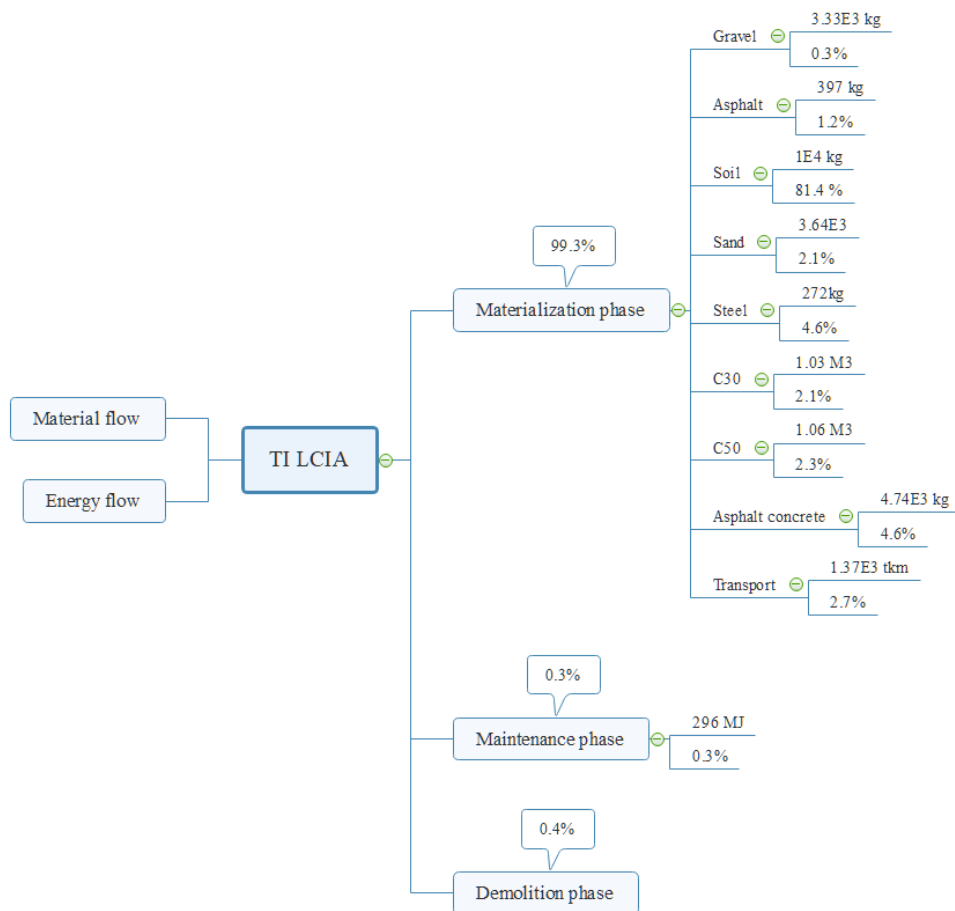 Material flow
Energy flow
TI LCIA
99.3%
Materialization phase
Gravel
3.33E3 kg
0.3%
Asphalt
397 kg
1.2%
Soil
1E4 kg
81.4 %
Sand
3.64E3
2.1%
Steel
272kg
4.6%
C30
1.03 M3
2.1%
C50
1.06 M3
2.3%
Asphalt concrete
4.74E3 kg
4.6%
Transport
1.37E3 tkm
2.7%
0.3%
Maintenance phase
296 MJ
0.3%
0.4%
Demolition phase